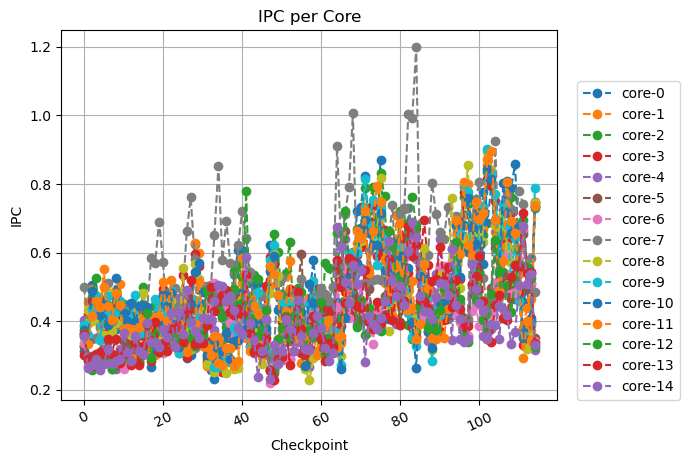 IPC per Core
IPC
1.2
1.0
0.8
0.6
0.4
0.2
0
20
40
60
80
100
Checkpoint
core-0
core-1
core-2
core-3
core-4
core-5
core-6
core-7
core-8
core-9
core-10
core-11
core-12
core-13
core-14